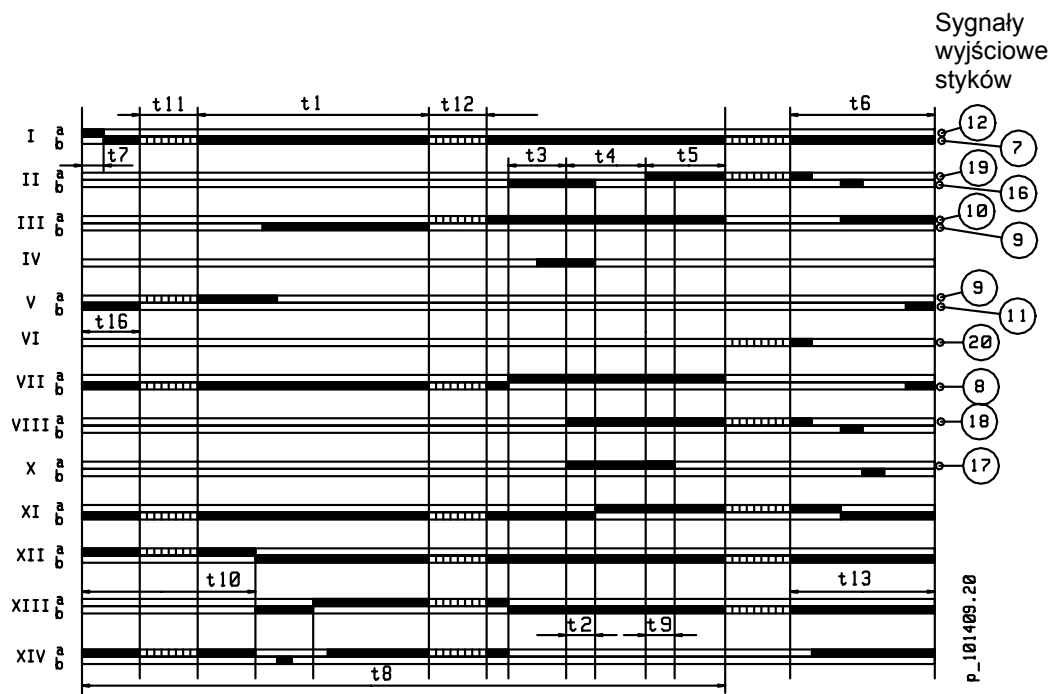 Sygnały
wyjściowe
styków
t11 t1 t12 t6
I a b 12
t7 7
t3 t4 t5
II a b 19
16
III a b 10
9
IV
V a b 9
t16 11
VI 20
VII a b 8
VIII a b 18
X a b 17
XI a b
XII a b
t10 t13
XIII a b
t2 t9
XIV a b
t8
p_101409.20